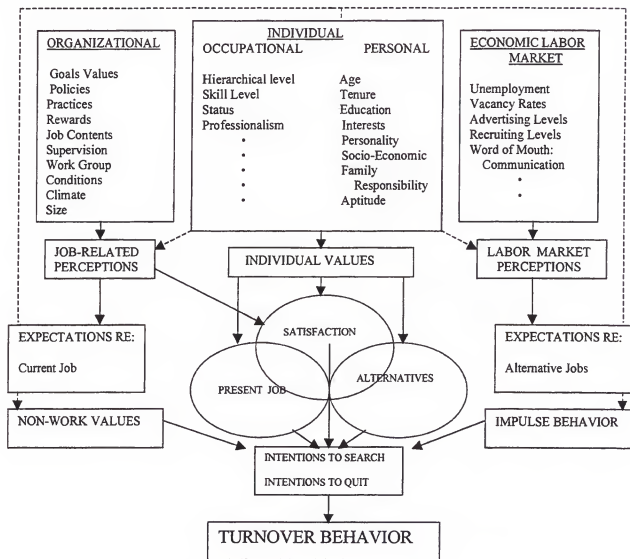 ORGANIZATIONAL
Goals Values
Policies
Practices
Rewards
Job Contents
Supervision
Work Group
Conditions
Climate
Size
INDIVIDUAL
OCCUPATIONAL PERSONAL
Hierarchical level
Skill Level
Status
Professionalism
Age
Tenure
Education
Interests
Personality
Socio-Economic
Family
Responsibility
Aptitude
ECONOMIC LABOR
MARKET
Unemployment
Vacancy Rates
Advertising Levels
Recruiting Levels
Word of Mouth:
Communication
JOB-RELATED
PERCEPTIONS
INDIVIDUAL VALUES
LABOR MARKET
PERCEPTIONS
EXPECTATIONS RE:
Current Job
SATISFACTION
PRESENT JOB
ALTERNATIVES
EXPECTATIONS RE:
Alternative Jobs
NON-WORK VALUES
IMPULSE BEHAVIOR
INTENTIONS TO SEARCH
INTENTIONS TO QUIT
TURNOVER BEHAVIOR